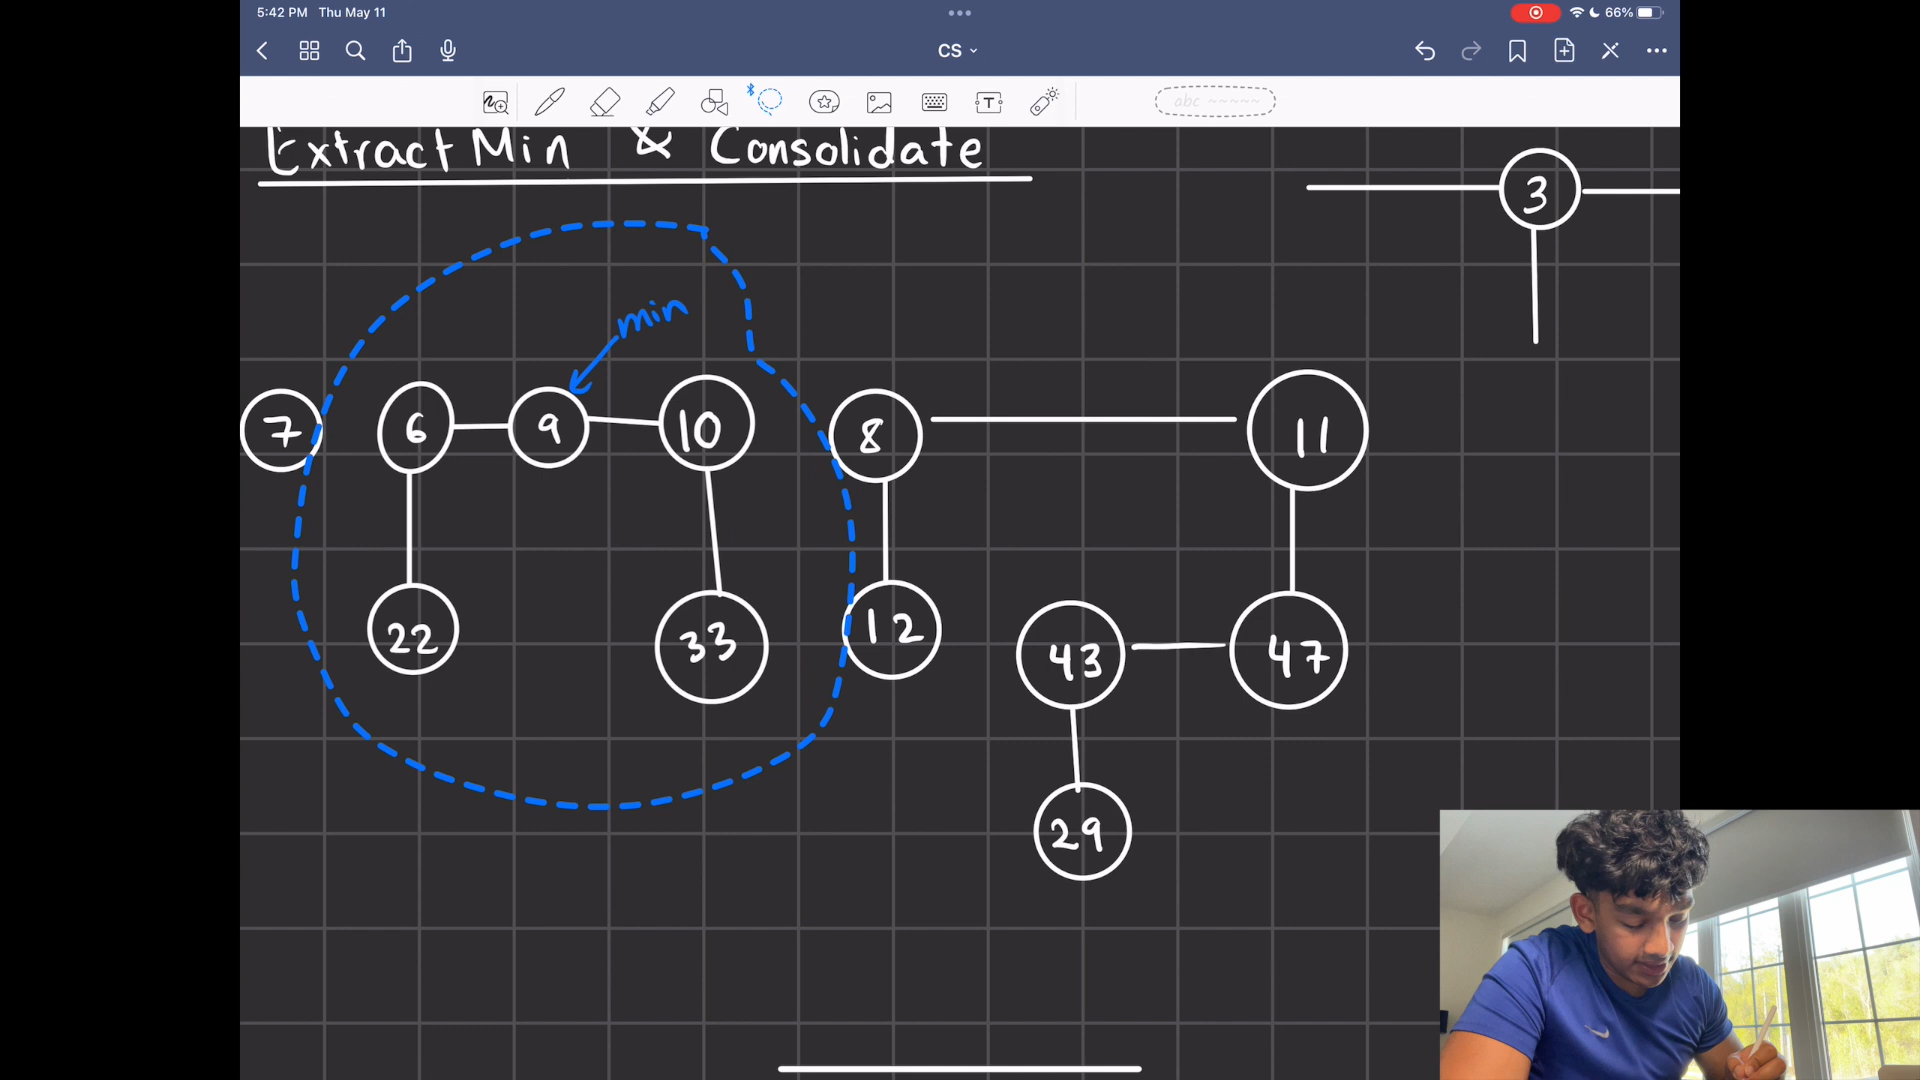 5:42 PM Thu May 11
66%
CS
abc
T
Extract Min & Consolidate
3
min
7 6 9 10 8 11
22 33 12 43 47
29